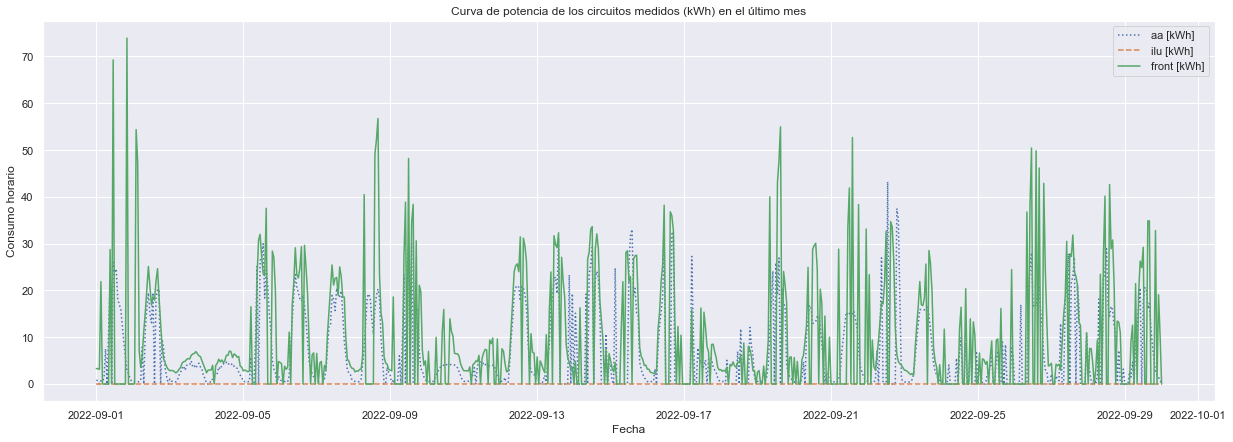 Curva de potencia de los circuitos medidos (kWh) en el último mes
aa [kWh]
ilu [kWh]
front [kWh]
Consumo horario
70
60
50
40
30
20
10
0
2022-09-01
2022-09-05
2022-09-09
2022-09-13
2022-09-17
2022-09-21
2022-09-25
2022-09-29
2022-10-01
Fecha